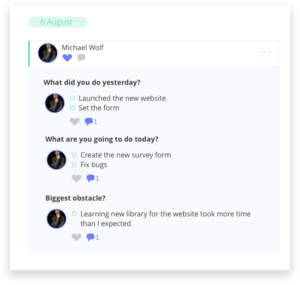 6 August
Michael Wolf
What did you do yesterday?
Launched the new website
Set the form
1
What are you going to do today?
Create the new survey form
Fix bugs
1
Biggest obstacle?
Learning new library for the website took more time
than I expected
1